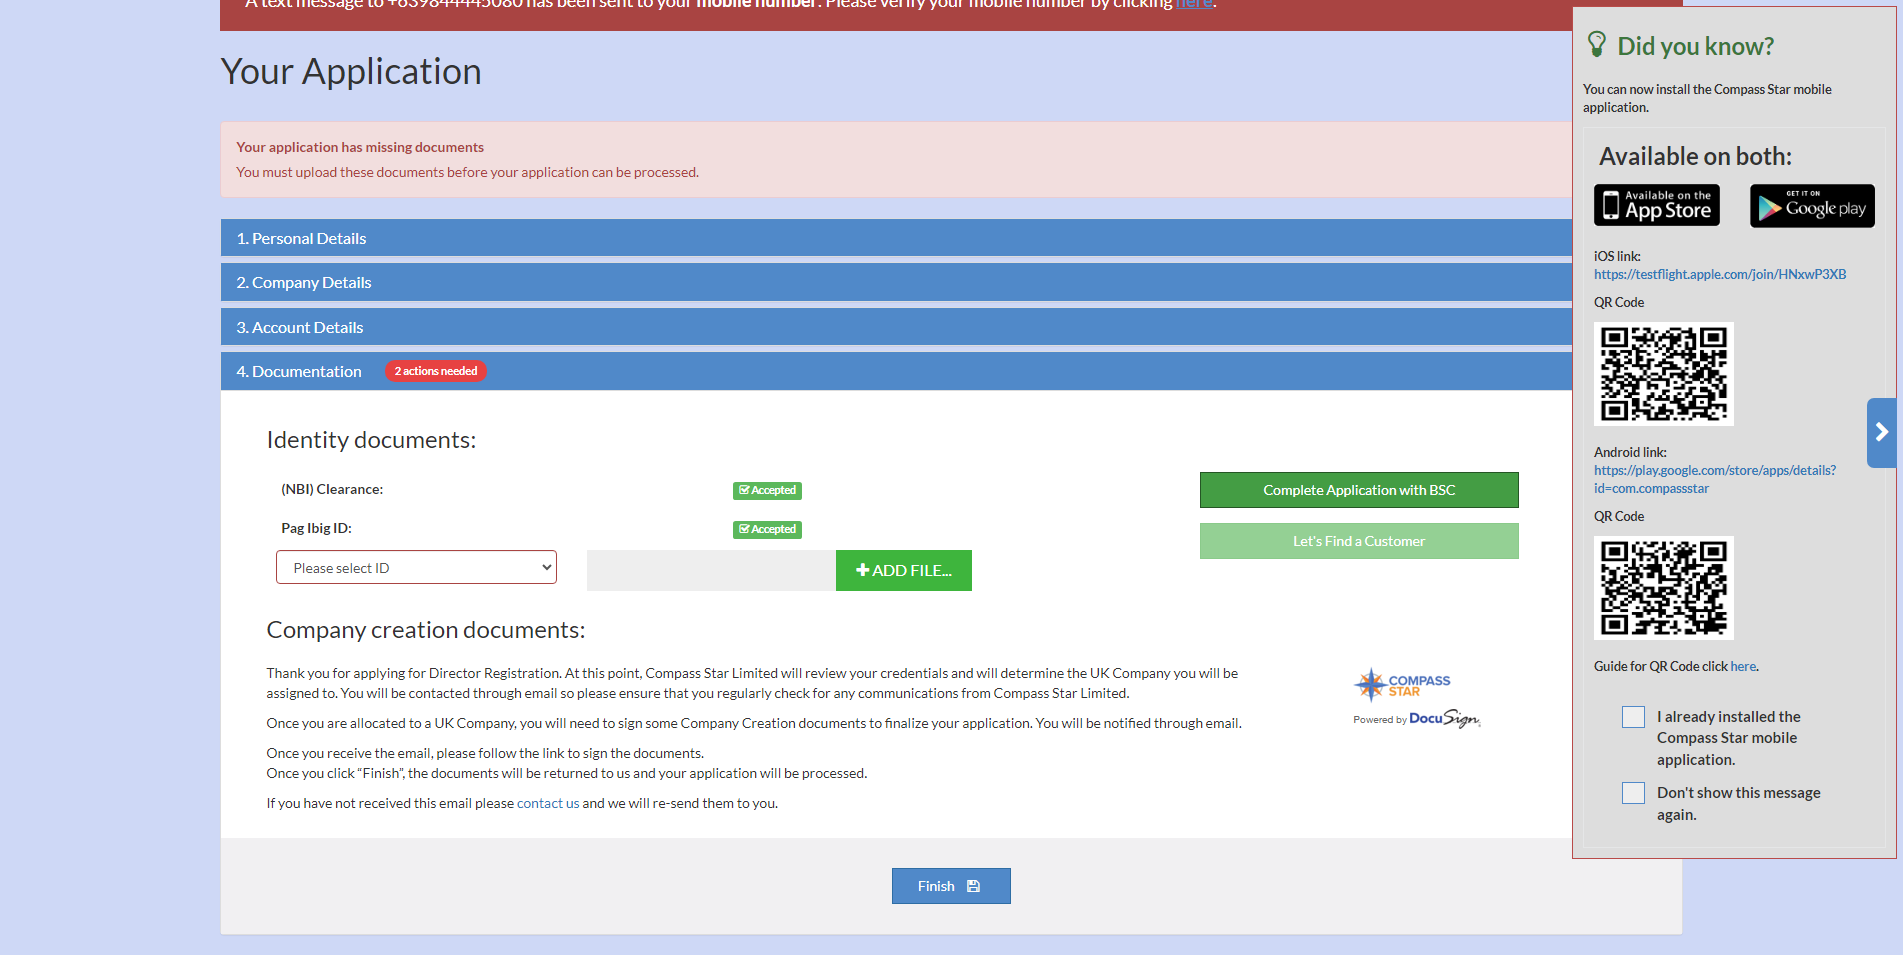 A text message to +639844445080 has been sent to your mobile number. Please verify your mobile number by clicking here.
Your Application
Your application has missing documents
You must upload these documents before your application can be processed.
1. Personal Details
2. Company Details
3. Account Details
4. Documentation 2 actions needed
Identity documents:
(NBI) Clearance: Accepted
Pag Ibig ID: Accepted
Please select ID ADD FILE...
Complete Application with BSC
Let's Find a Customer
Company creation documents:
Thank you for applying for Director Registration. At this point, Compass Star Limited will review your credentials and will determine the UK Company you will be
assigned to. You will be contacted through email so please ensure that you regularly check for any communications from Compass Star Limited.
Once you are allocated to a UK Company, you will need to sign some Company Creation documents to finalize your application. You will be notified through email.
Once you receive the email, please follow the link to sign the documents.
Once you click “Finish”, the documents will be returned to us and your application will be processed.
If you have not received this email please contact us and we will re-send them to you.
COMPASS
STAR
Powered by DocuSign
Finish
Did you know?
You can now install the Compass Star mobile
application.
Available on both:
Available on the
App Store
GET IT ON
Google play
iOS link:
https://testflight.apple.com/join/HNxwP3XB
QR Code
Android link:
https://play.google.com/store/apps/details?
id=com.compassstar
QR Code
Guide for QR Code click here.
I already installed the
Compass Star mobile
application.
Don't show this message
again.